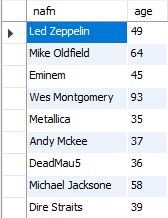 nafn age
Led Zeppelin 49
Mike Oldfield 64
Eminem 45
Wes Montgomery 93
Metallica 35
Andy Mckee 37
DeadMau5 36
Michael Jacksone 58
Dire Straits 39